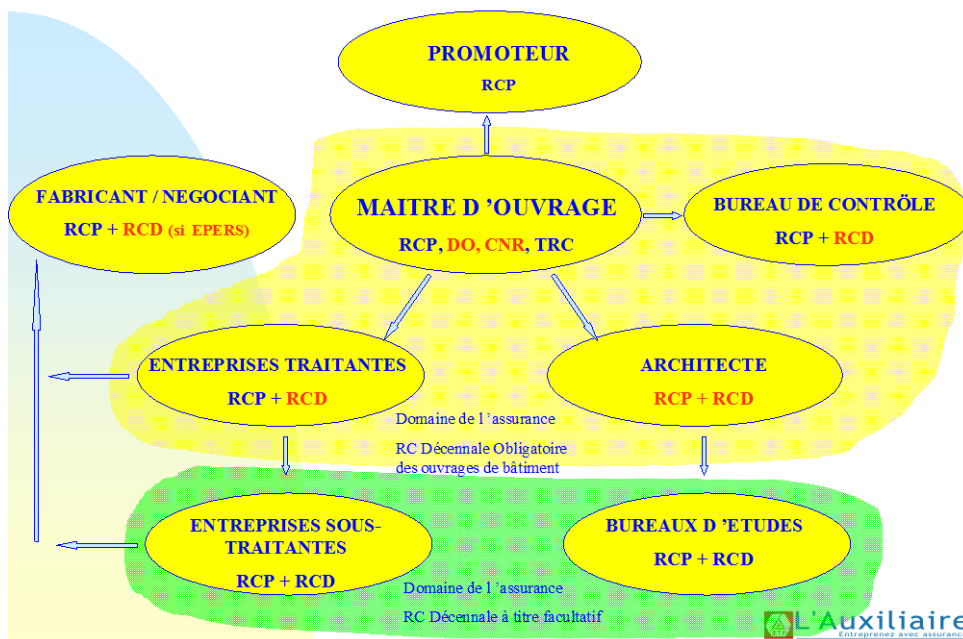 PROMOTEUR
RCP
FABRICANT / NEGOCIANT
RCP + RCD (si EPERS)
MAITRE D ’OUVRAGE
RCP, DO, CNR, TRC
BUREAU DE CONTRÖLE
RCP + RCD
ENTREPRISES TRAITANTES
RCP + RCD
ARCHITECTE
RCP + RCD
Domaine de l ’assurance
RC Décennale Obligatoire
des ouvrages de bâtiment
ENTREPRISES SOUS-
TRAITANTES
RCP + RCD
BUREAUX D ’ETUDES
RCP + RCD
Domaine de l ’assurance
RC Décennale à titre facultatif
L'Auxiliaire
Entreprenez avec assurance